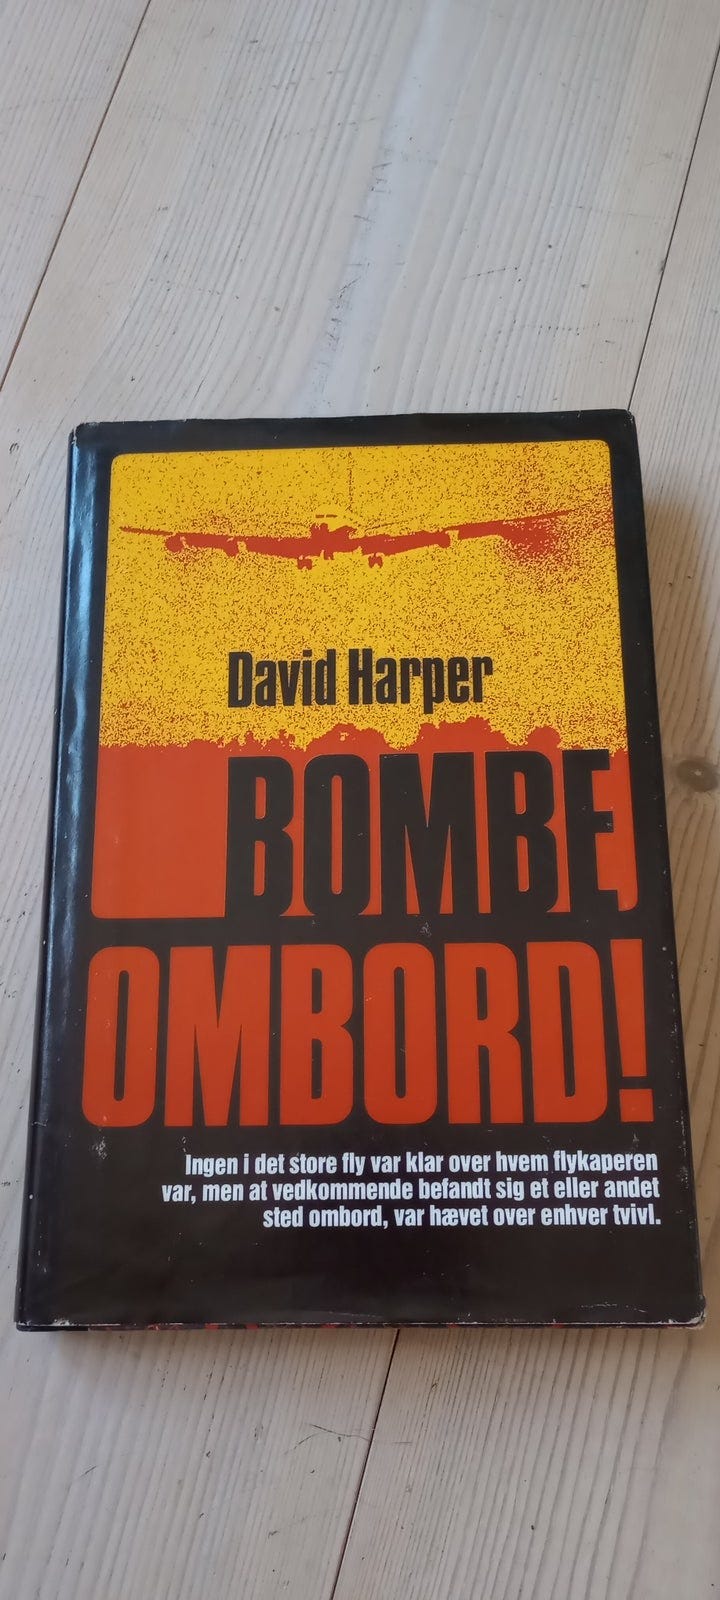 David Harper
BOMBE
OMBORD!
Ingen i det store fly var klar over hvem flykaperen
var, men at vedkommende befandt sig et eller andet
sted ombord, var hævet over enhver tvivl.